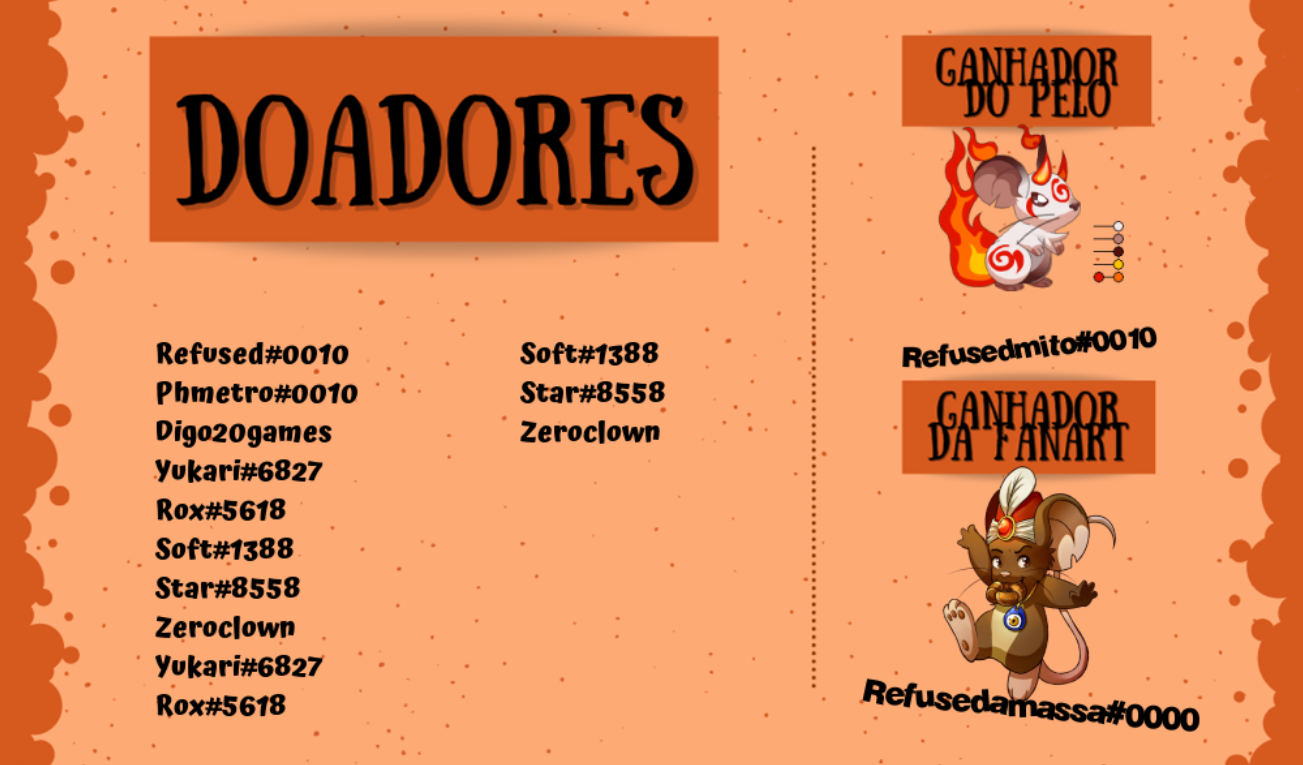 DOADORES
Refused#0010
Phmetro#0010
Digo20games
Yukari#6827
Rox#5618
Soft#1388
Star#8558
Zeroclown
Yukari#6827
Rox#5618
Soft#1388
Star#8558
Zeroclown
GANHADOR
DO PELO
Refusedmito#0010
GANHADOR
DA FANART
Refusedamassa#0000